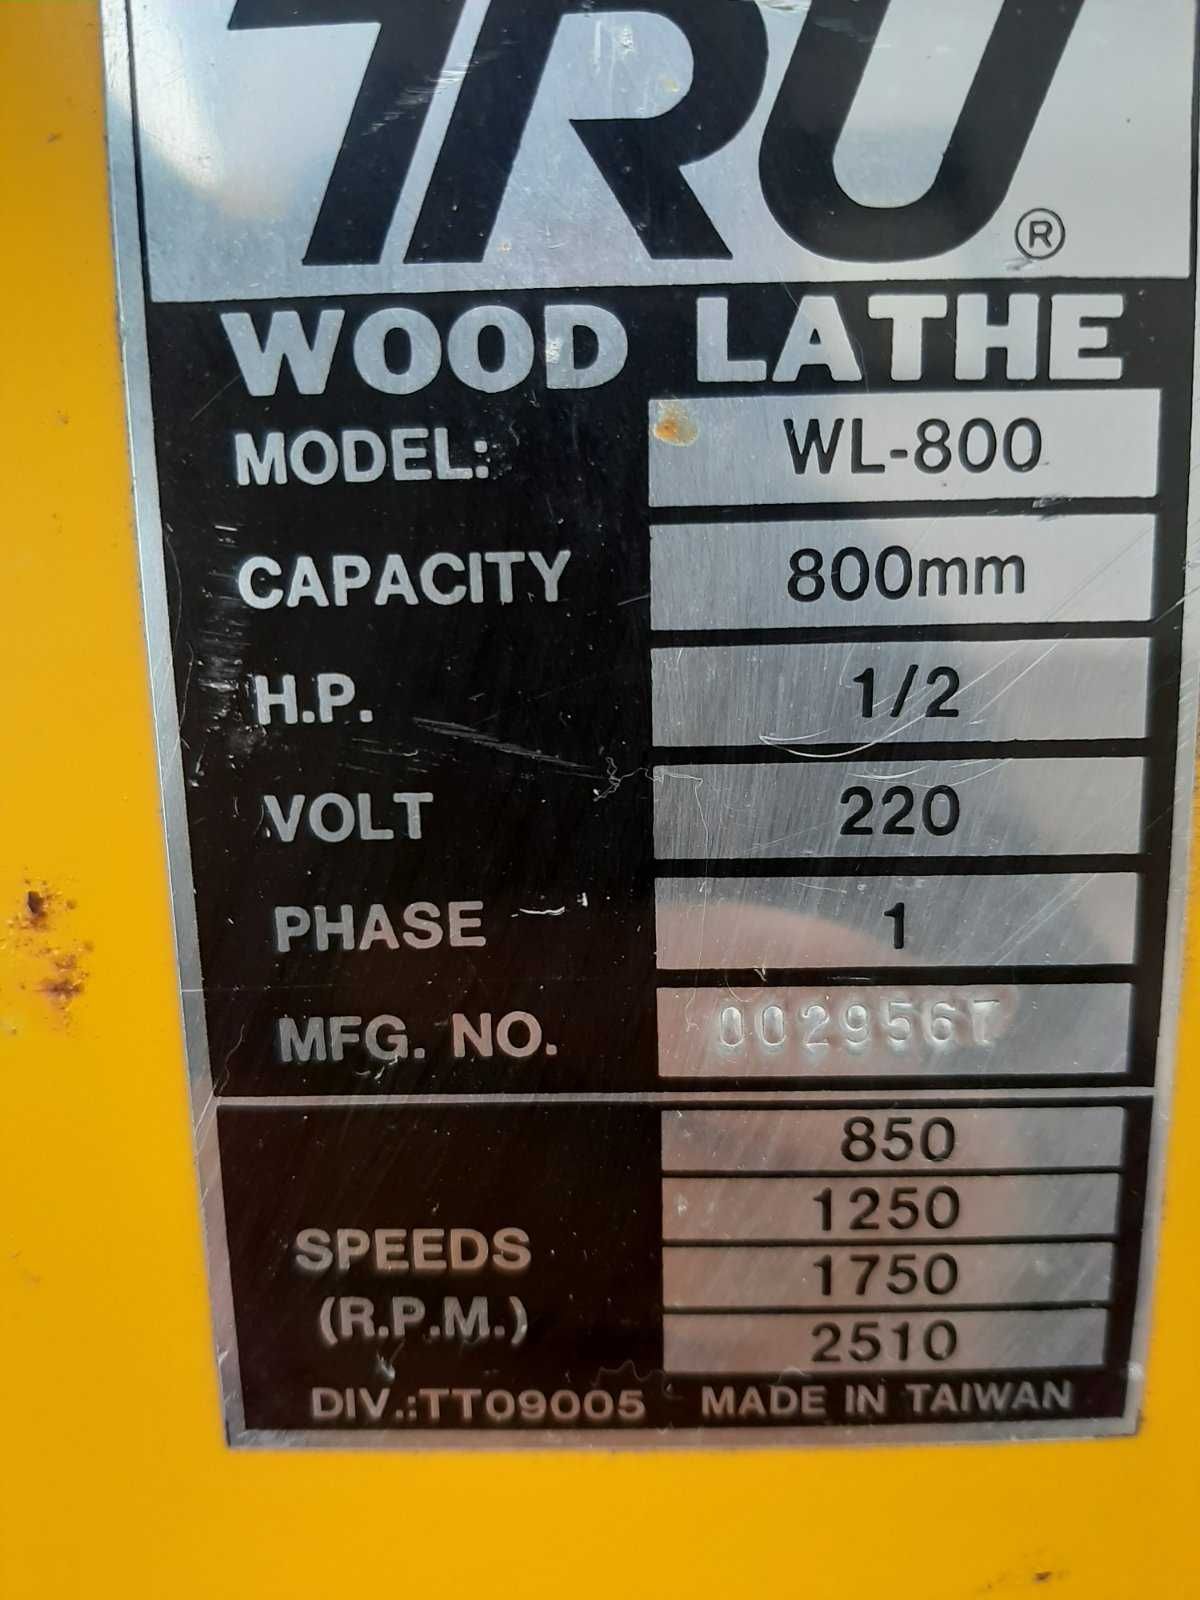 TRU ®
WOOD LATHE
MODEL: WL-800
CAPACITY 800mm
H.P. 1/2
VOLT 220
PHASE 1
MFG. NO. 002956T
850
1250
SPEEDS 1750
(R.P.M.) 2510
DIV.:TT09005 MADE IN TAIWAN